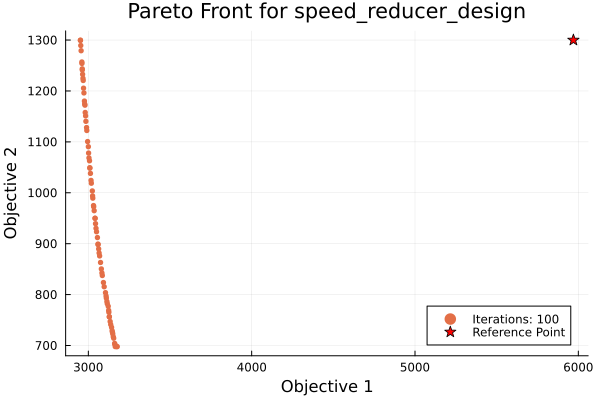 Pareto Front for speed_reducer_design
Objective 2
1300
1200
1100
1000
900
800
700
Iterations: 100
Reference Point
3000
4000
5000
6000
Objective 1